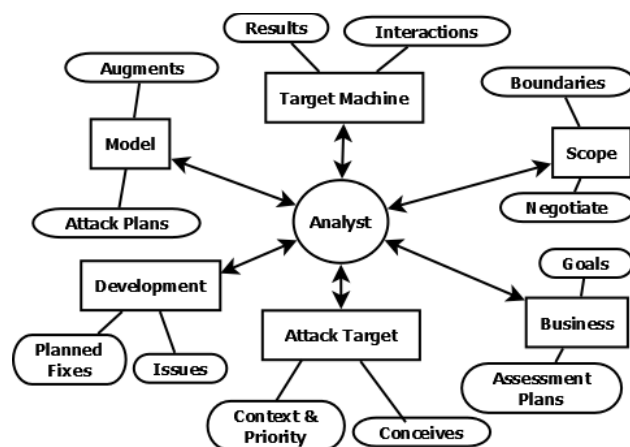 Results
Interactions
Augments
Target Machine
Boundaries
Model
Scope
Attack Plans
Analyst
Negotiate
Development
Goals
Attack Target
Business
Planned
Fixes
Issues
Assessment
Plans
Context &
Priority
Conceives